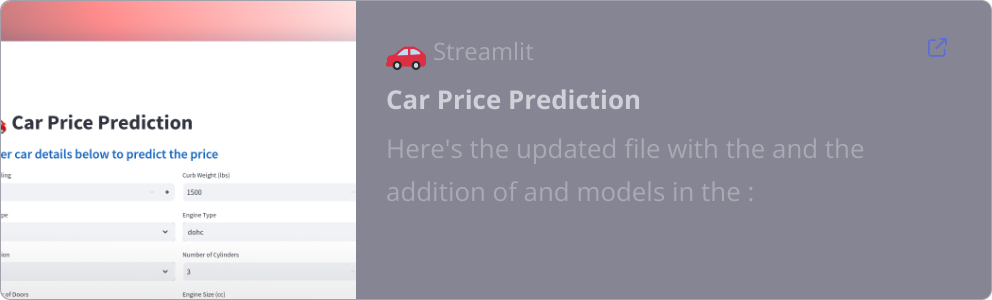 Car Price Prediction
er car details below to predict the price
ling
Curb Weight (lbs)
1500
pe
Engine Type
dohc
ion
Number of Cylinders
3
of Doors
Engine Size (cc)
Streamlit
Car Price Prediction
Here's the updated file with the and the
addition of and models in the :